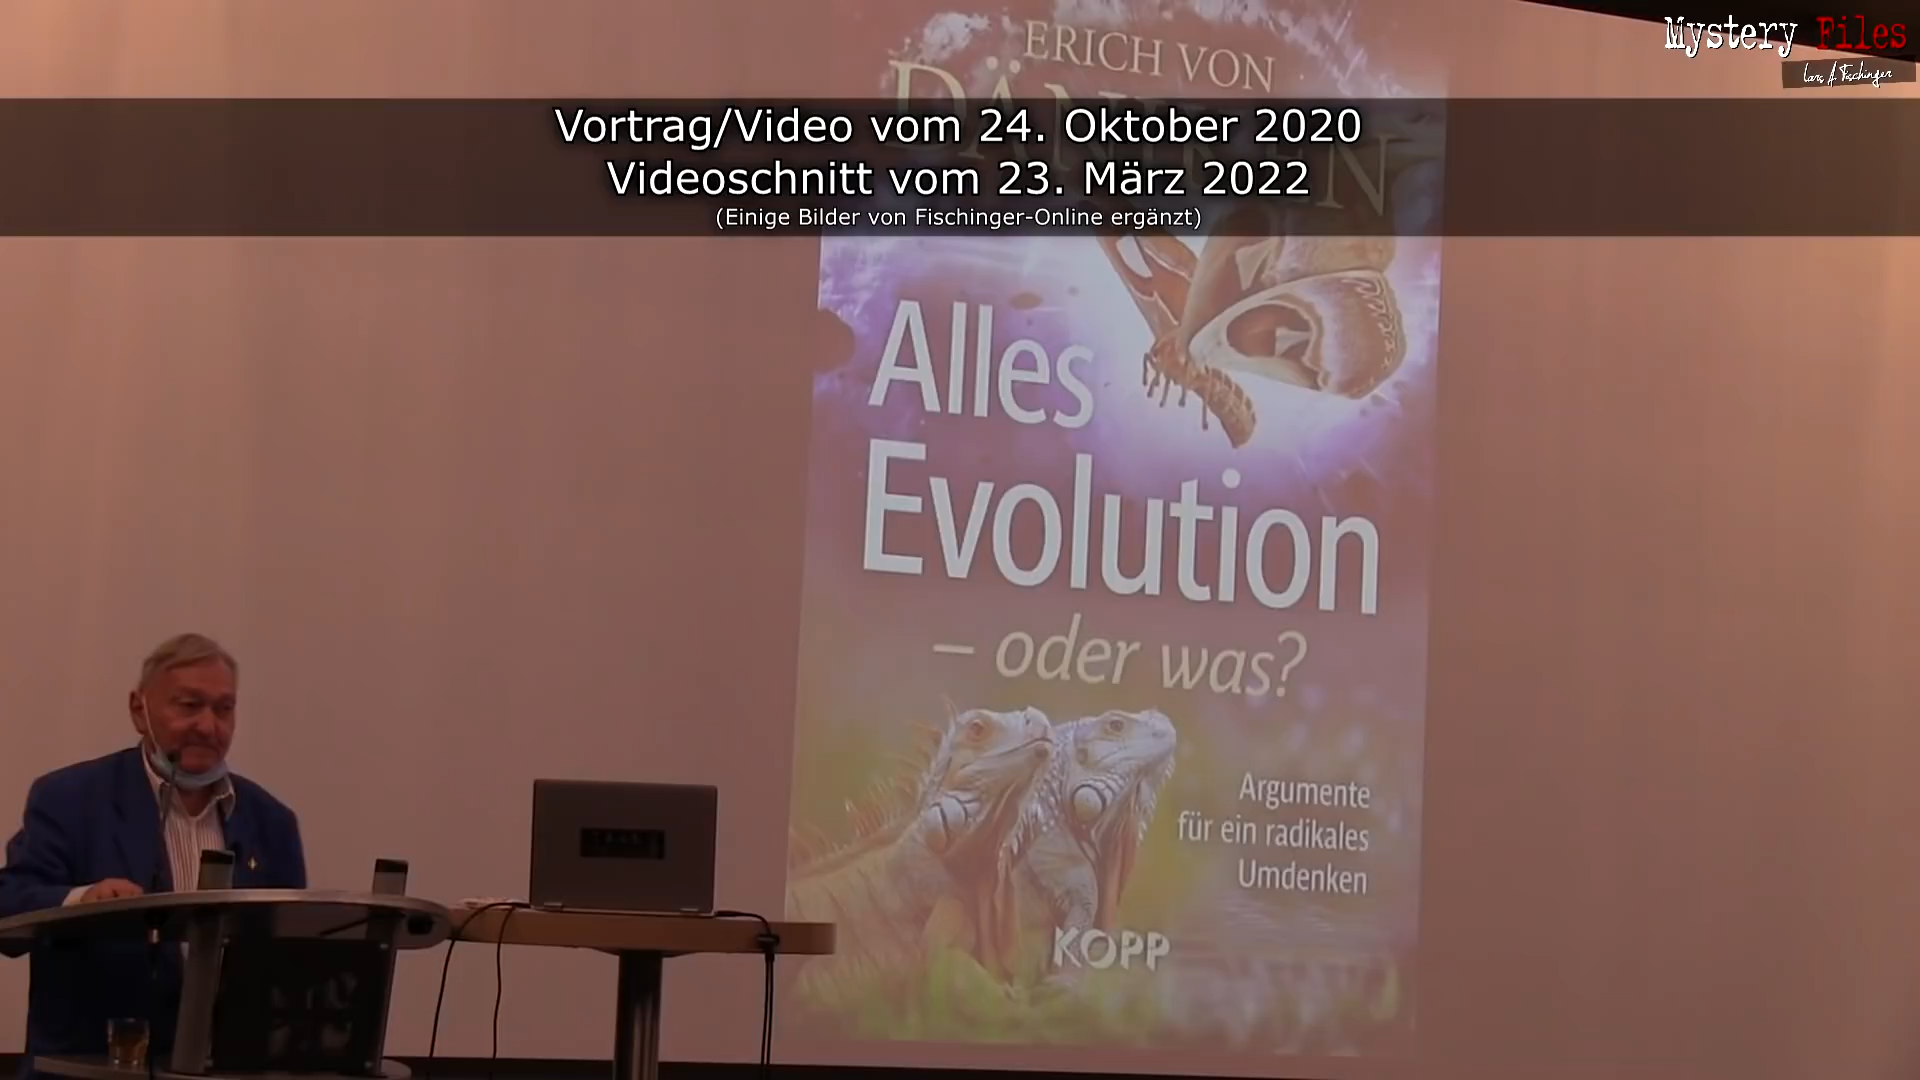 Mystery Files
Lars A. Fischinger
ERICH VON
DÄNIKEN
Vortrag/Video vom 24. Oktober 2020
Videoschnitt vom 23. März 2022
(Einige Bilder von Fischinger-Online ergänzt)
Alles
Evolution
– oder was?
Argumente
für ein radikales
Umdenken
KOPP